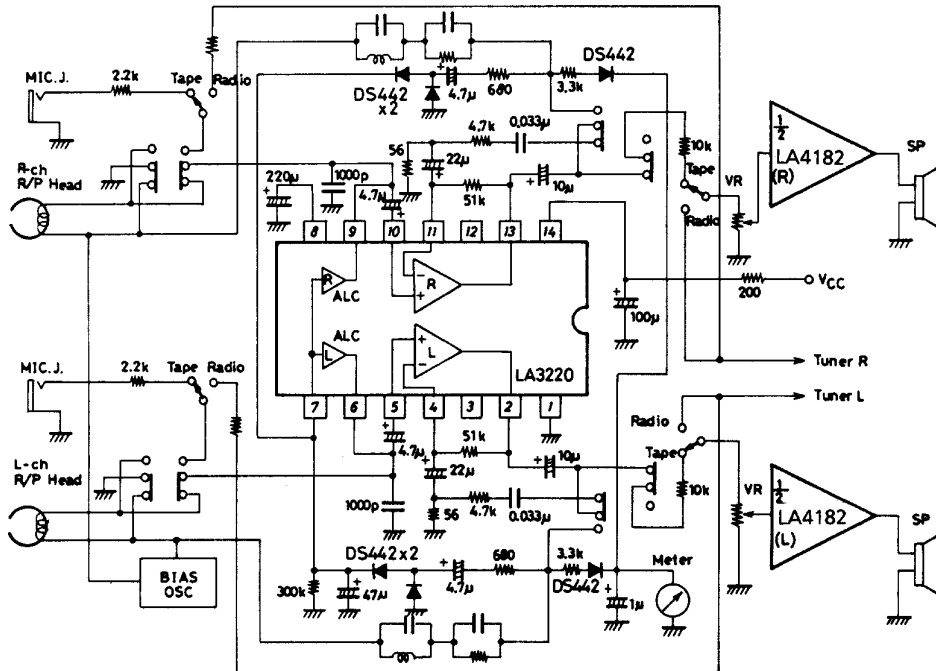 MIC.J.
2.2k
Tape
Radio
DS442
x2
4.7μ
680
3.3k
DS442
R-ch
R/P Head
220μ
1000p
4.7μ
56
22μ
4.7k
0.033μ
51k
10μ
10k
Tape
Radio
VR
1/2
LA4182
(R)
SP
8
9
10
11
12
13
14
R
ALC
ALC
L
R
L
LA3220
7
6
5
4
3
2
1
100μ
200
VCC
Tuner R
Tuner L
MIC.J.
2.2k
Tape
Radio
L-ch
R/P Head
4.7μ
1000p
22μ
51k
56
4.7k
0.033μ
10μ
Radio
Tape
10k
VR
1/2
LA4182
(L)
SP
BIAS
OSC
300k
47μ
DS442x2
4.7μ
680
3.3k
DS442
1μ
Meter